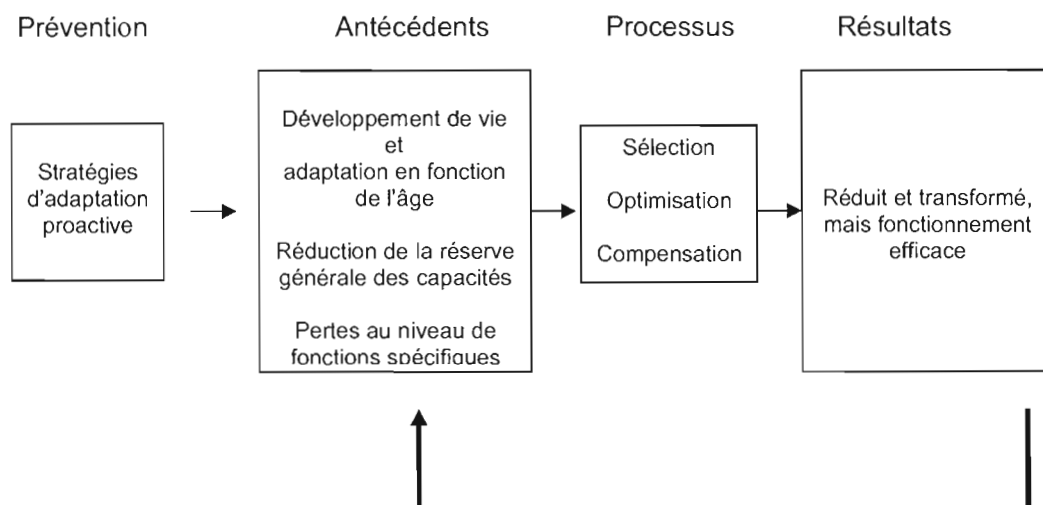 Prévention Antécédents Processus Résultats
Stratégies
d'adaptation
proactive
Développement de vie
et
adaptation en fonction
de l'âge
Réduction de la réserve
générale des capacités
Pertes au niveau de
fonctions spécifiques
Sélection
Optimisation
Compensation
Réduit et transformé,
mais fonctionnement
efficace